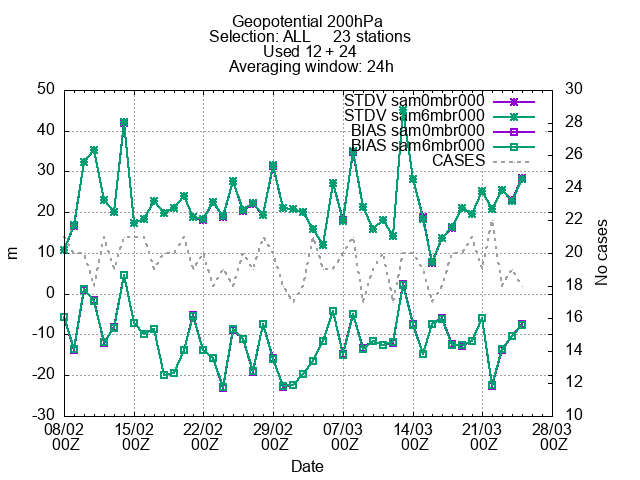 Geopotential 200hPa
Selection: ALL 23 stations
Used 12 + 24
Averaging window: 24h
STDV sam0mbr000
STDV sam6mbr000
BIAS sam0mbr000
BIAS sam6mbr000
CASES
50
40
30
20
10
0
-10
-20
-30
m
30
28
26
24
22
20
18
16
14
12
10
No cases
08/02 15/02 22/02 29/02 07/03 14/03 21/03 28/03
00Z 00Z 00Z 00Z 00Z 00Z 00Z 00Z
Date